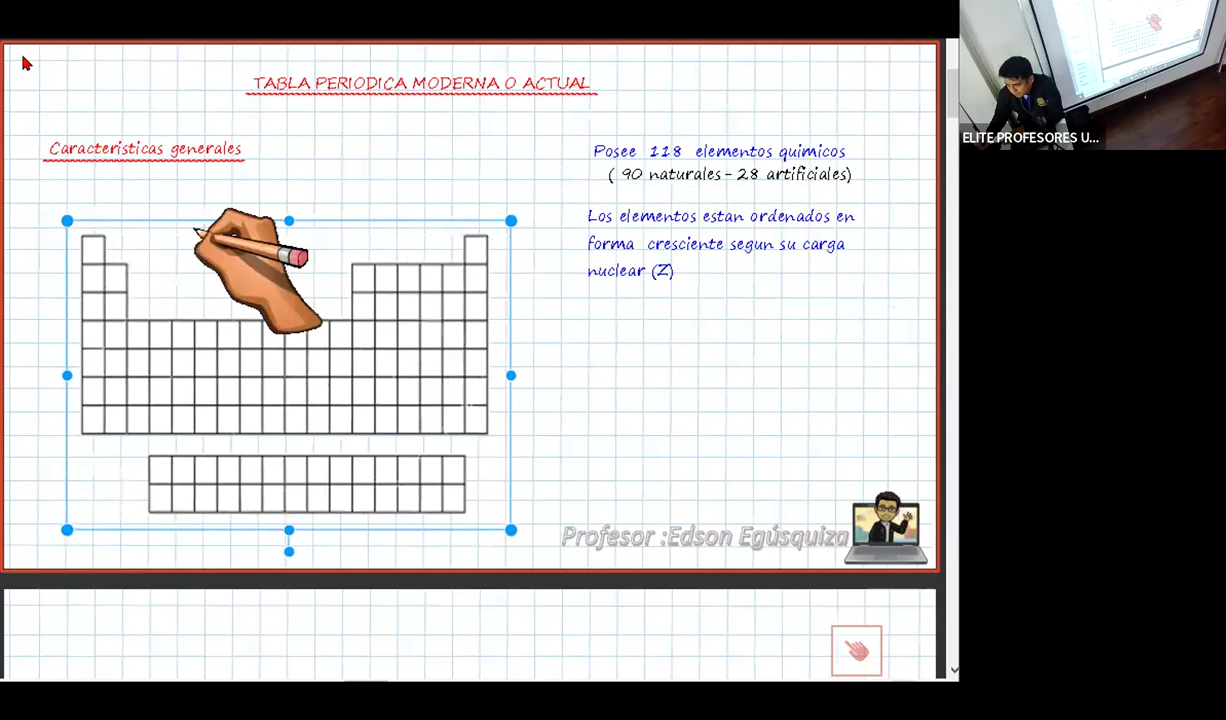 TABLA PERIODICA MODERNA O ACTUAL
Caracteristicas generales
Posee 118 elementos quimicos
( 90 naturales - 28 artificiales)
Los elementos estan ordenados en
forma cresciente segun su carga
nuclear (Z)
Profesor :Edson Egúsquiza
ELITE PROFESORES U...